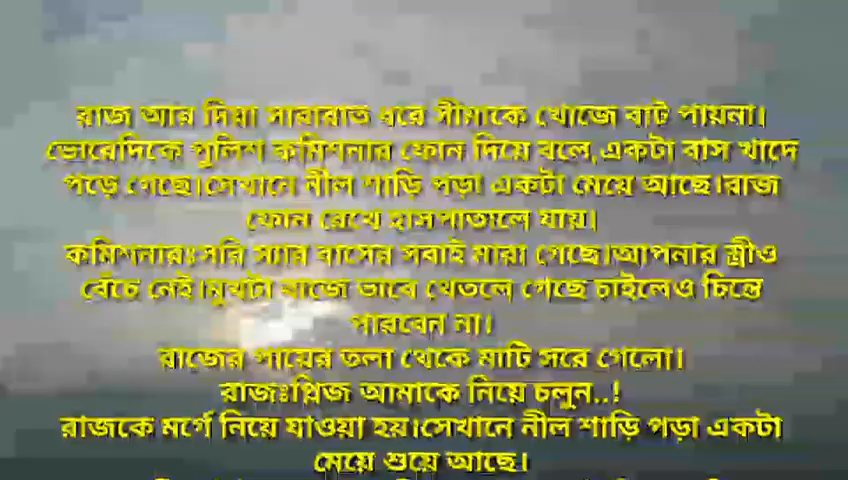 রাজ আর দিয়া সারারাত ধরে সীমাকে খোজে বাট পায়না।
ভোরেদিকে পুলিশ কমিশনার ফোন দিয়ে বলে,একটা বাস খাদে
পড়ে গেছে।সেখানে নীল শাড়ি পড়া একটা মেয়ে আছে।রাজ
ফোন রেখে হাসপাতালে যায়।
কমিশনারঃসরি স্যার বাসের সবাই মারা গেছে।আপনার স্ত্রীও
বেঁচে নেই।মুখটা বাজে ভাবে থেতলে গেছে চাইলেও চিন্তে
পারবেন না।
রাজের পায়ের তলা থেকে মাটি সরে গেলো।
রাজঃপ্লিজ আমাকে নিয়ে চলুন..!
রাজকে মর্গে নিয়ে যাওয়া হয়।সেখানে নীল শাড়ি পড়া একটা
মেয়ে শুয়ে আছে।